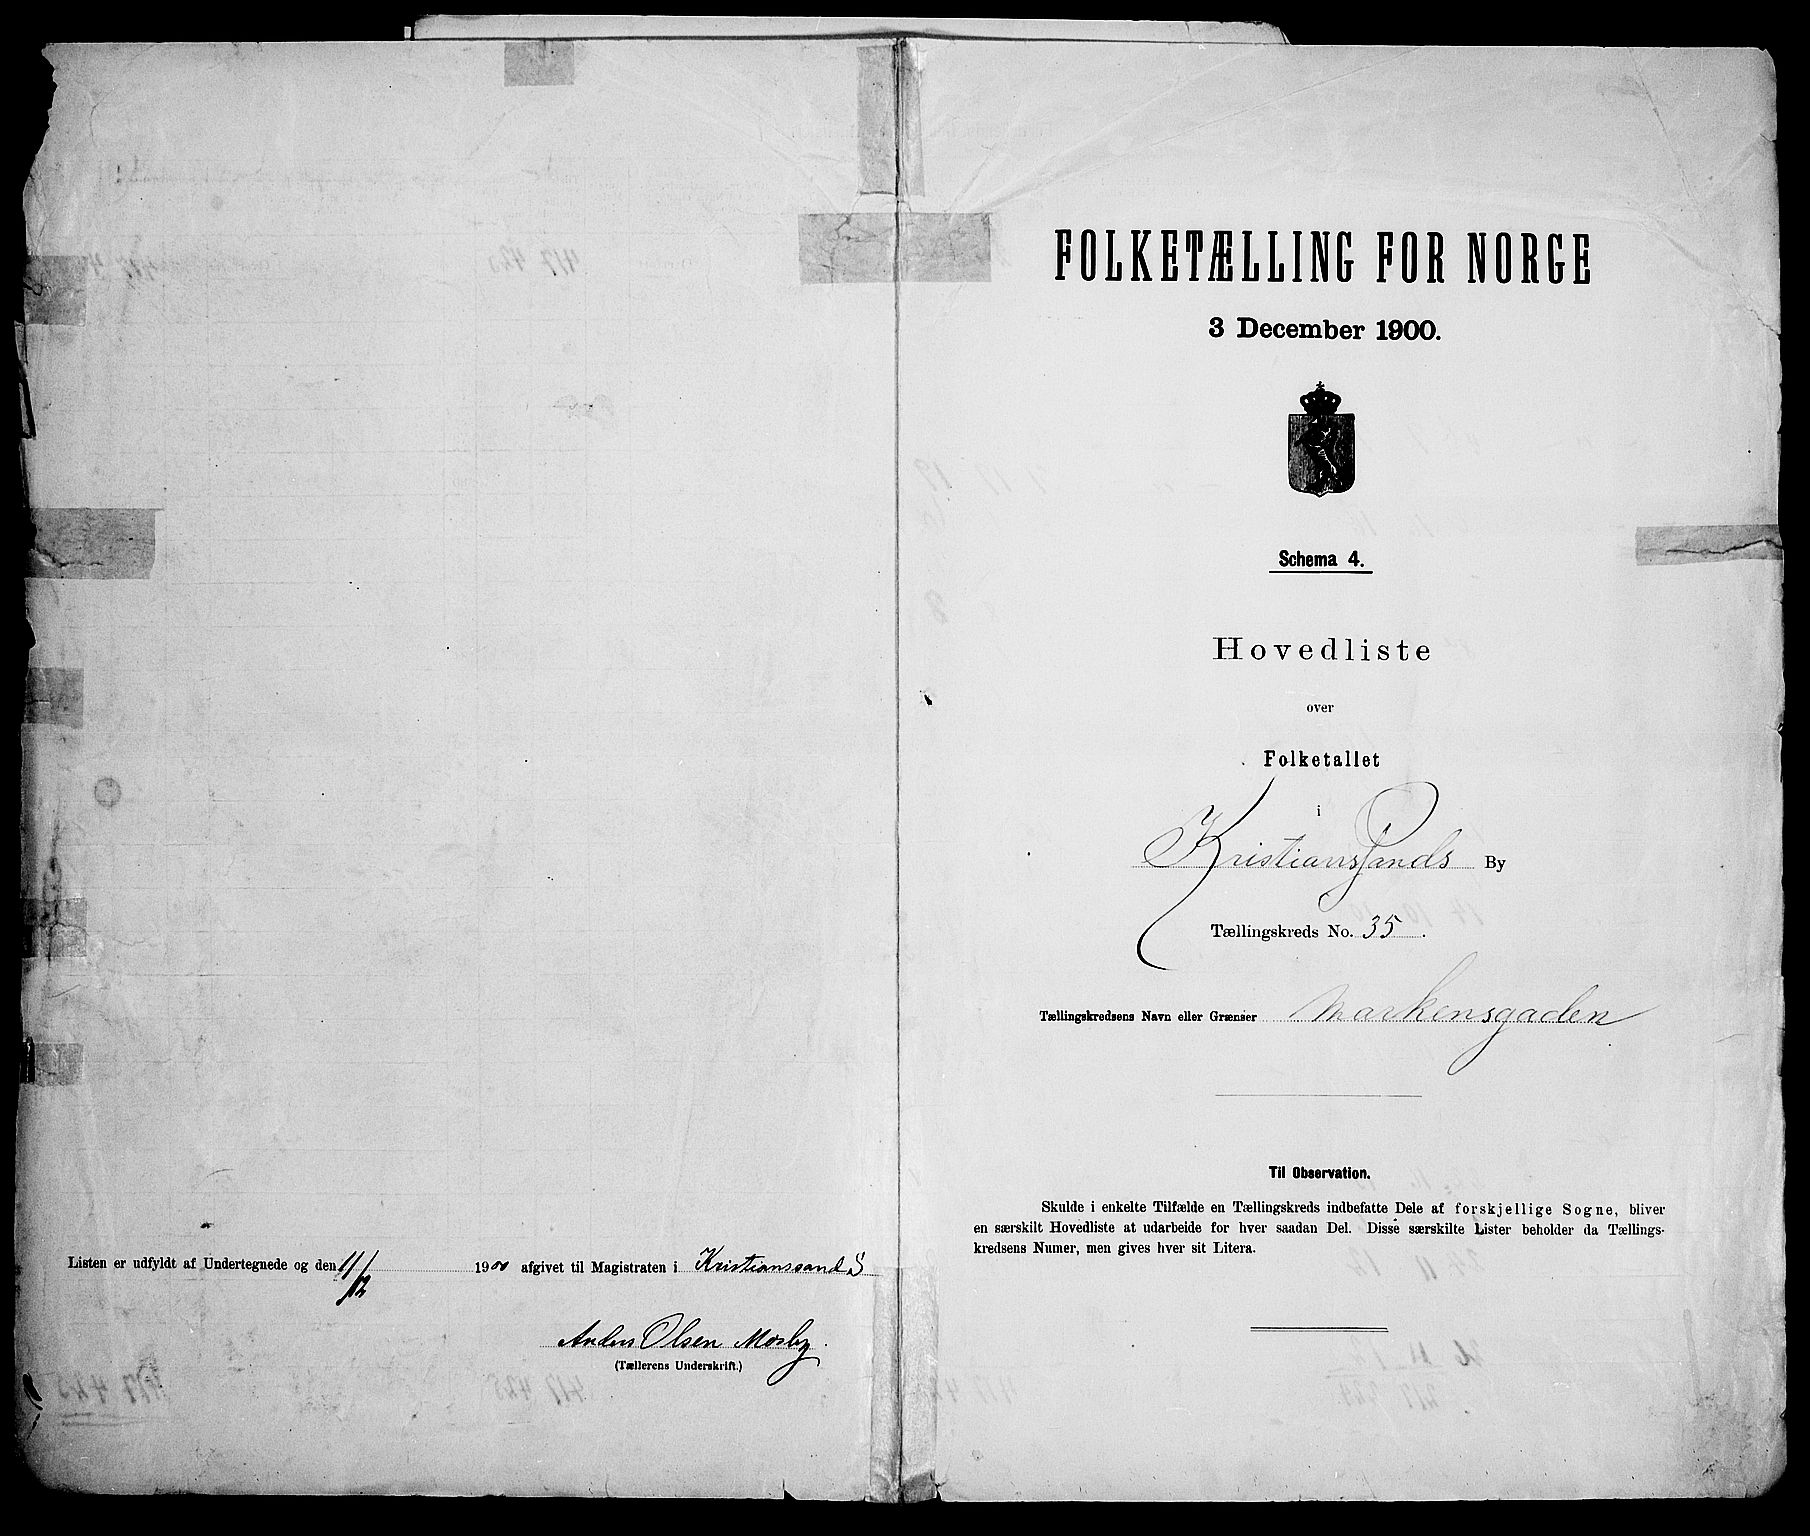 Listen er udfyldt af Undertegnede og den 11/12 1900 afgivet til Magistraten i Kristianssand S
Anders Olsen Mosby
(Tællerens Underskrift.)
FOLKETÆLLING FOR NORGE
3 December 1900.
Schema 4.
Hovedliste
over
Folketallet
i
Kristianssands By
Tællingskreds No. 35.
Tællingskredsens Navn eller Grænser Markensgaden
Til Observation.
Skulde i enkelte Tilfælde en Tællingskreds indbefatte Dele af forskjellige Sogne, bliver
en særskilt Hovedliste at udarbeide for hver saadan Del. Disse særskilte Lister beholder da Tællings-
kredsens Numer, men gives hver sit Litera.